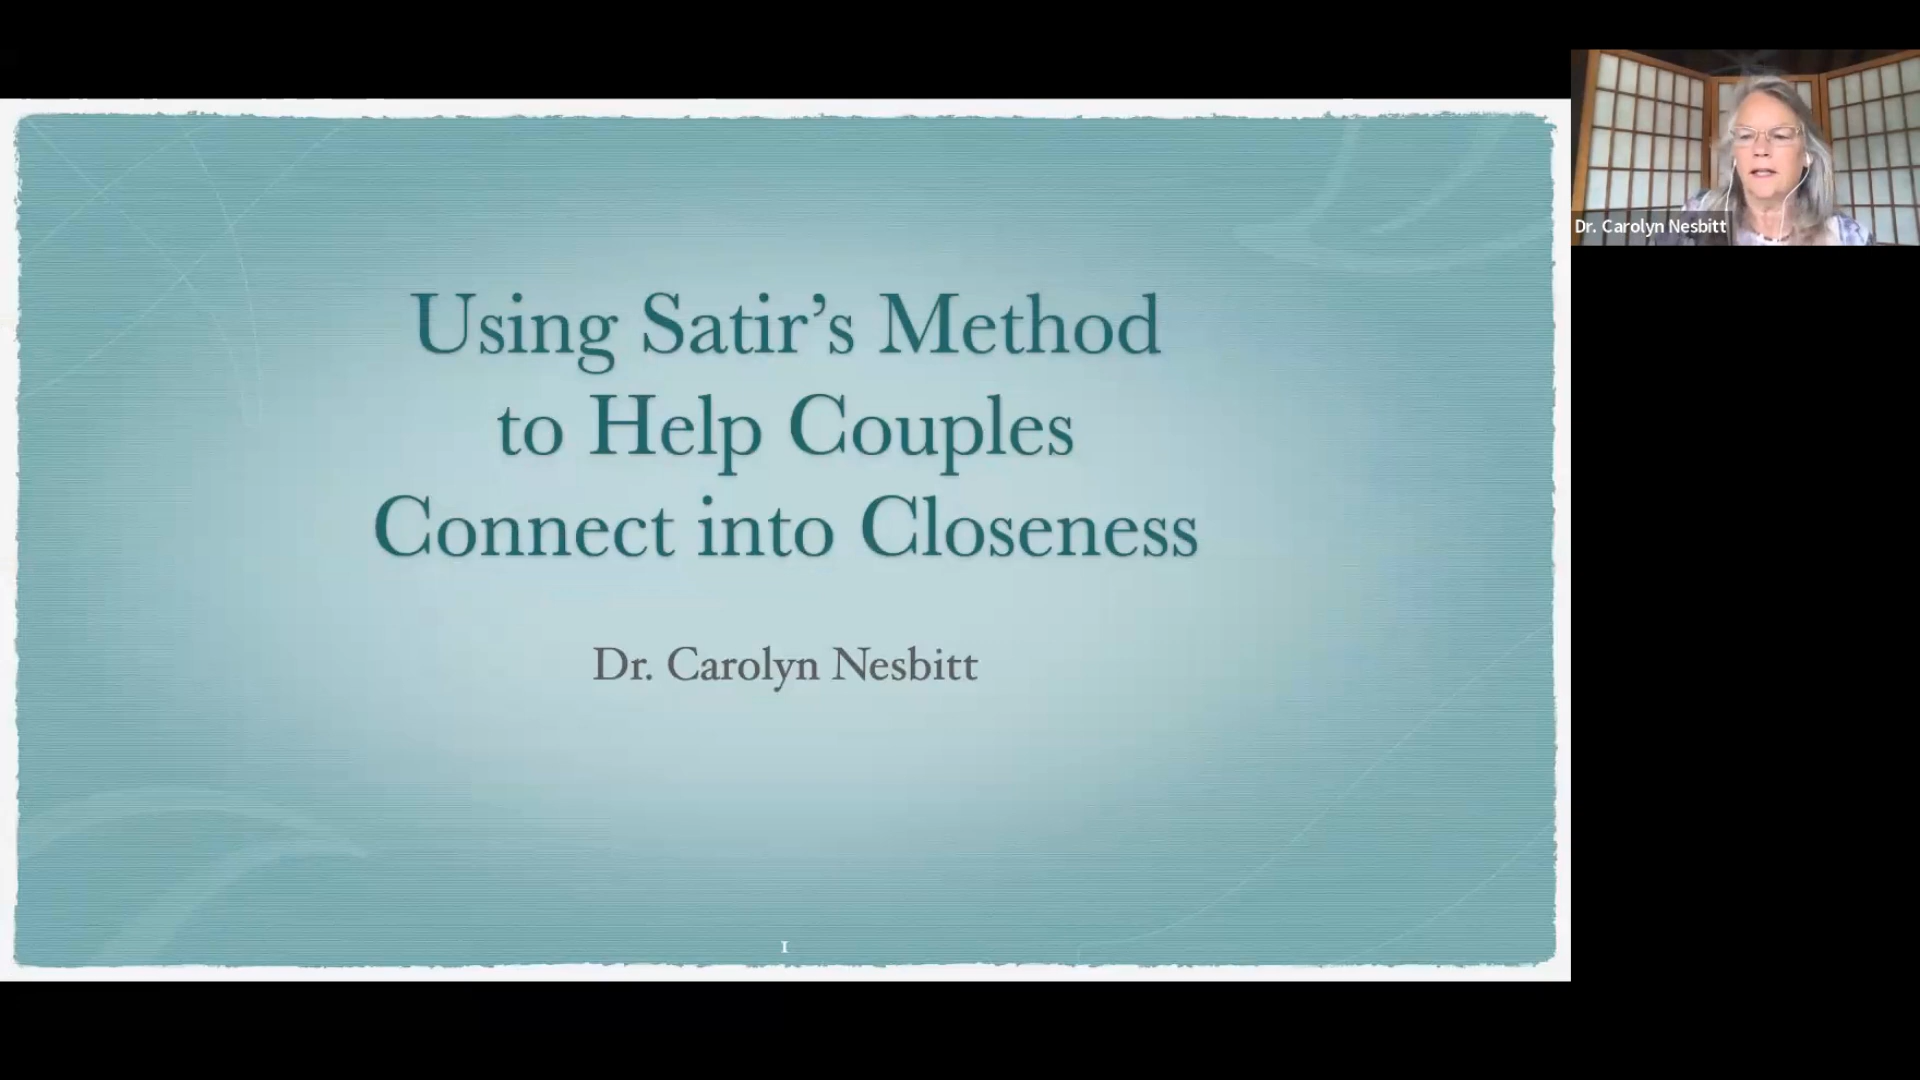 Using Satir's Method
to Help Couples
Connect into Closeness
Dr. Carolyn Nesbitt
1
Dr. Carolyn Nesbitt